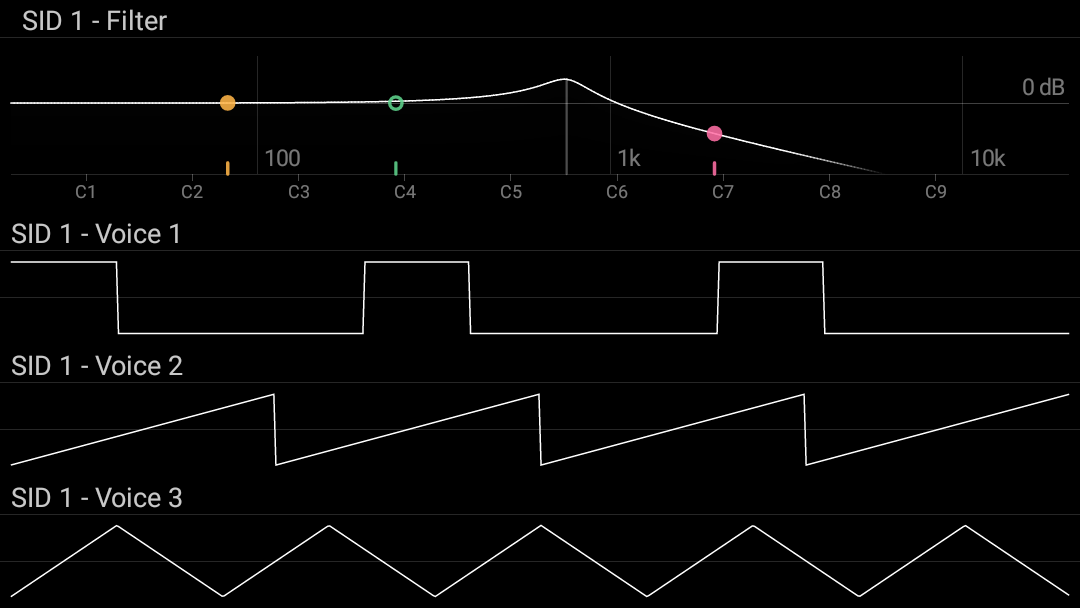 SID 1 - Filter
0 dB
100 1k 10k
C1 C2 C3 C4 C5 C6 C7 C8 C9
SID 1 - Voice 1
SID 1 - Voice 2
SID 1 - Voice 3